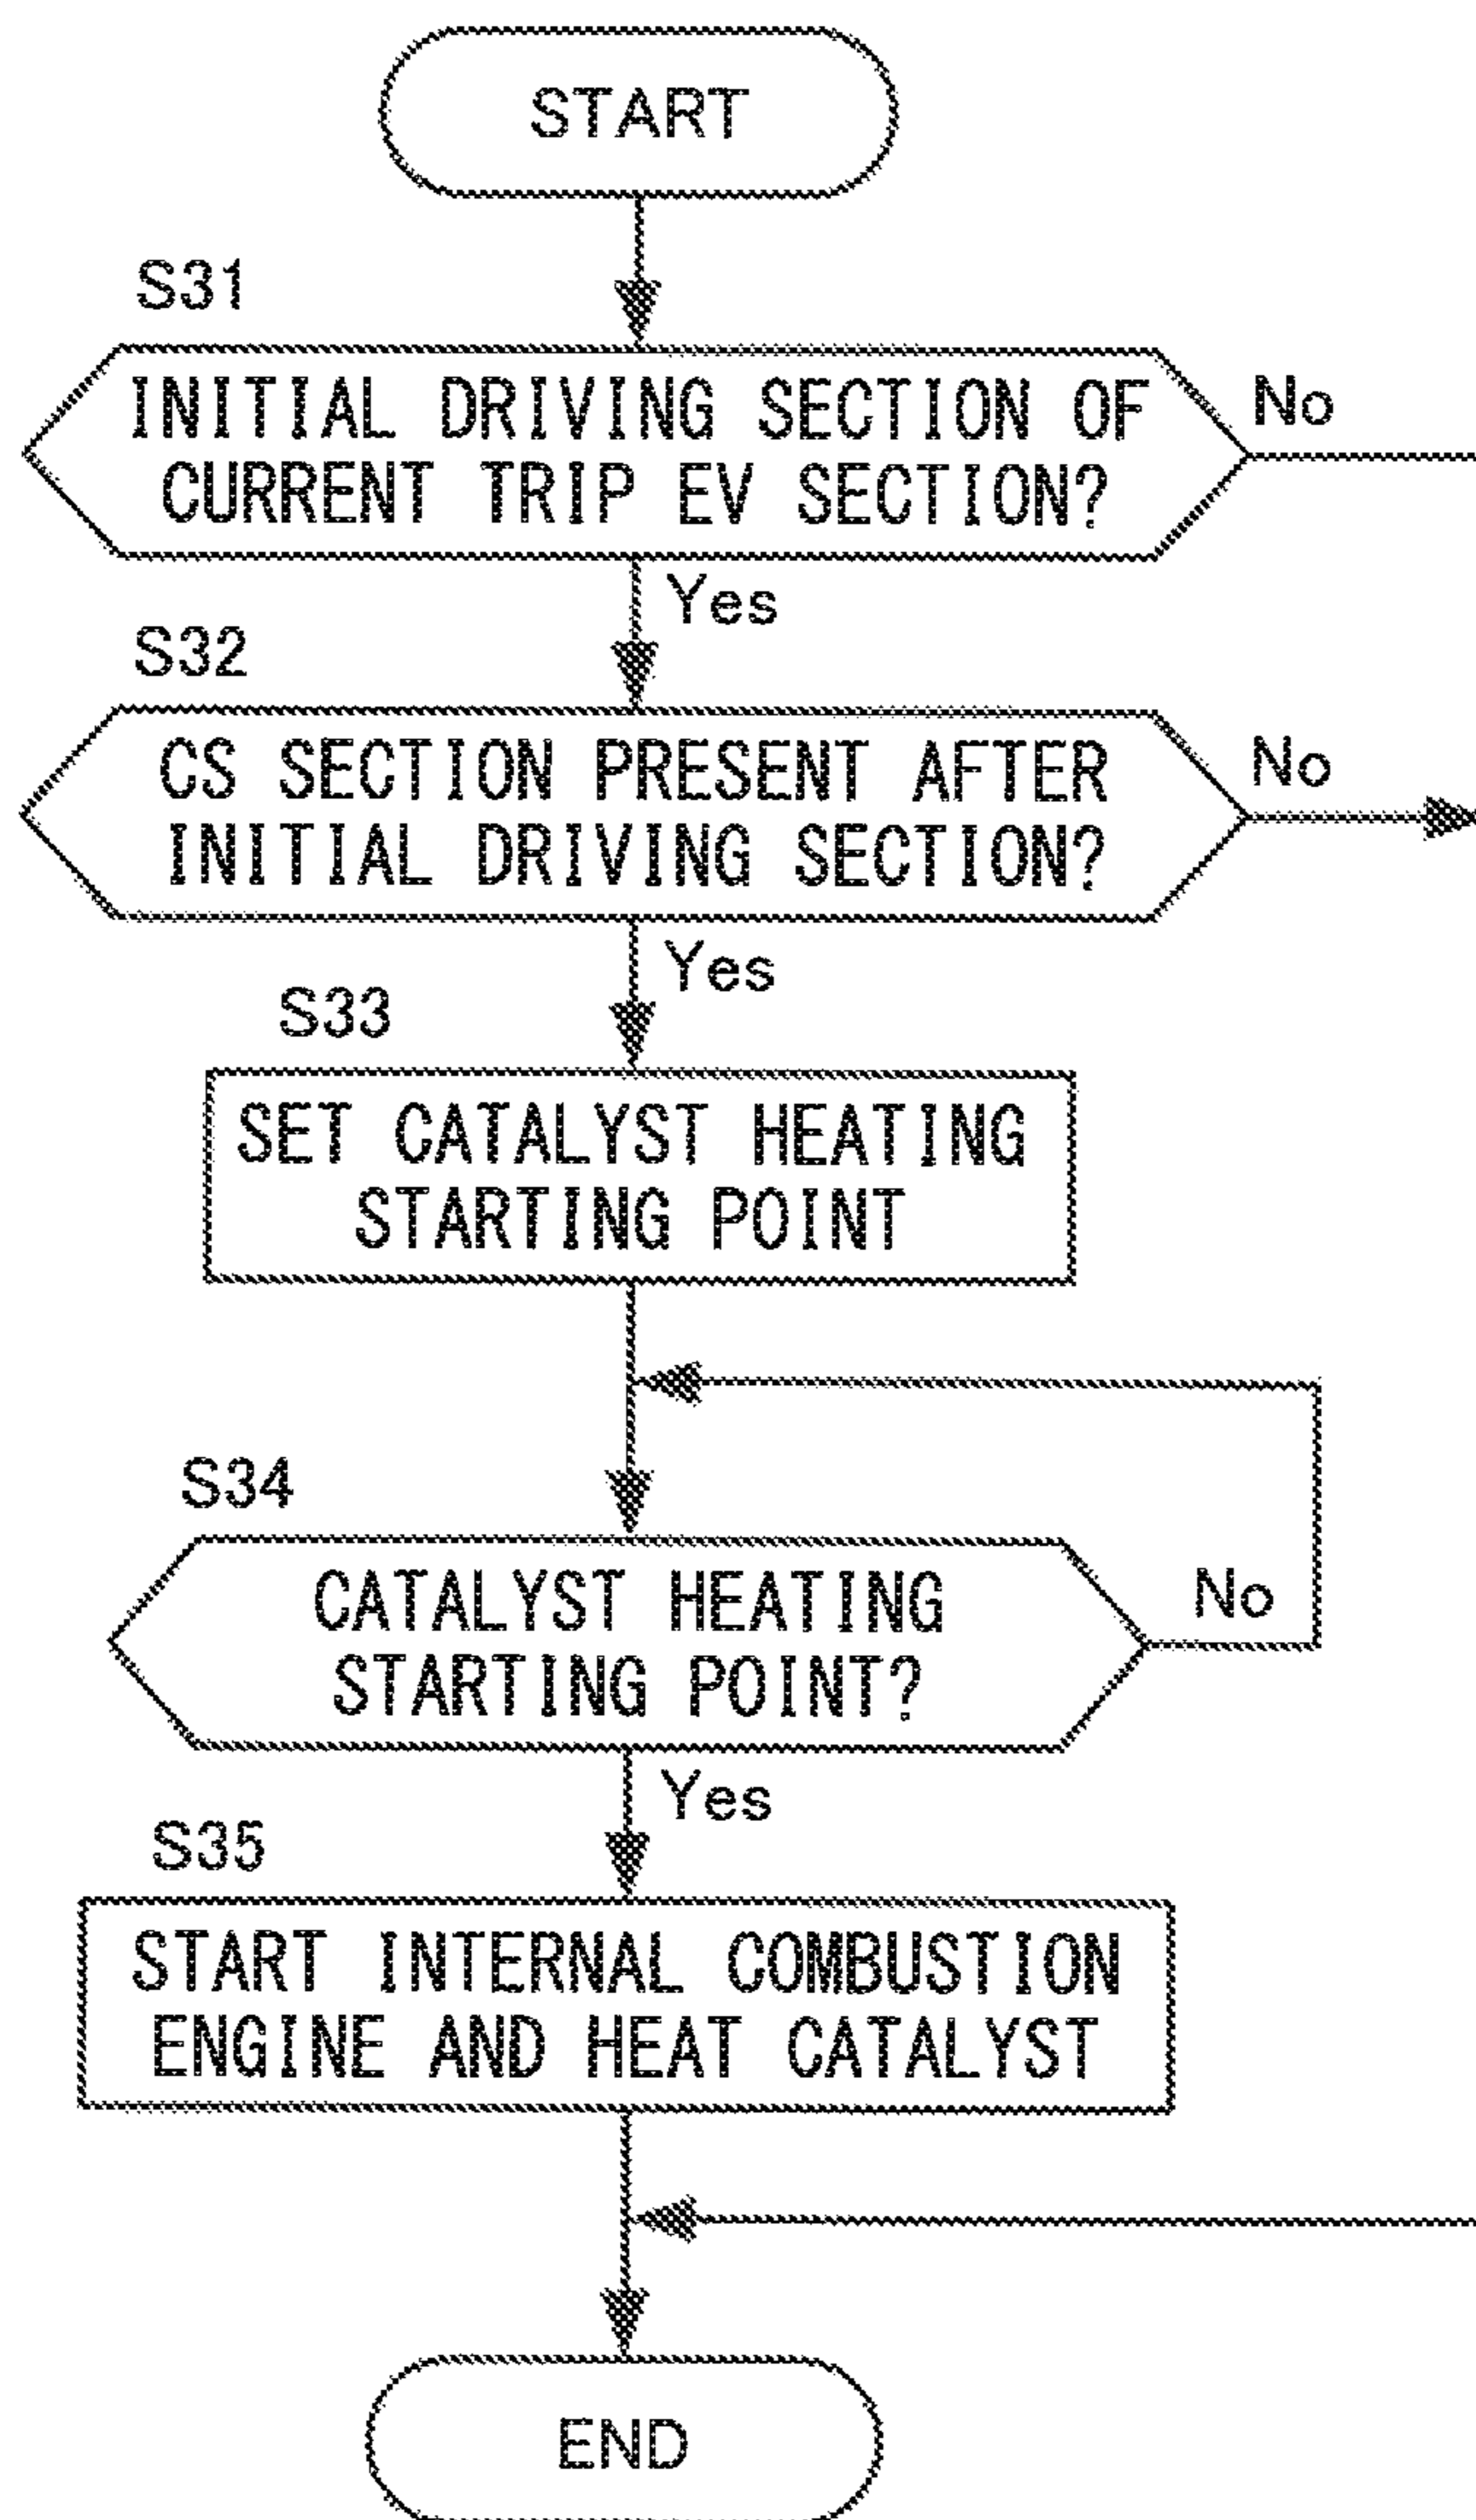 START
S31
INITIAL DRIVING SECTION OF
CURRENT TRIP EV SECTION?
No
Yes
S32
CS SECTION PRESENT AFTER
INITIAL DRIVING SECTION?
No
Yes
S33
SET CATALYST HEATING
STARTING POINT
S34
CATALYST HEATING
STARTING POINT?
No
Yes
S35
START INTERNAL COMBUSTION
ENGINE AND HEAT CATALYST
END